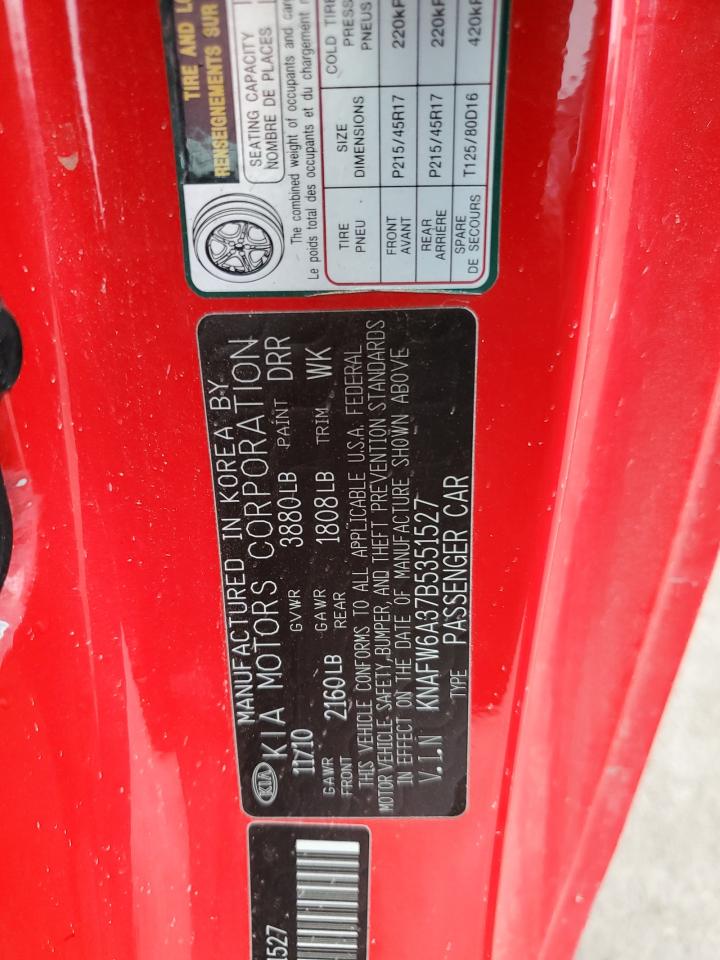 TIRE AND LO
RENSEIGNEMENTS SUR
SEATING CAPACITY
NOMBRE DE PLACES
The combined weight of occupants and car
Le poids total des occupants et du chargement
TIRE
PNEU
SIZE
DIMENSIONS
COLD TIRE
PRESS
PNEUS
FRONT
AVANT
P215/45R17
220kP
REAR
ARRIÈRE
P215/45R17
220kP
SPARE
DE SECOURS
T125/80D16
420kP
MANUFACTURED IN KOREA BY
KIA KIA MOTORS CORPORATION
11/10 GVWR 3880LB PAINT DRR
GAWR
FRONT 2160LB GAWR
REAR 1808LB TRIM WK
THIS VEHICLE CONFORMS TO ALL APPLICABLE U.S.A. FEDERAL
MOTOR VEHICLE SAFETY, BUMPER, AND THEFT PREVENTION STANDARDS
IN EFFECT ON THE DATE OF MANUFACTURE, SHOWN ABOVE
V.I.N KNAFW6A37B5351527
TYPE PASSENGER CAR
1527